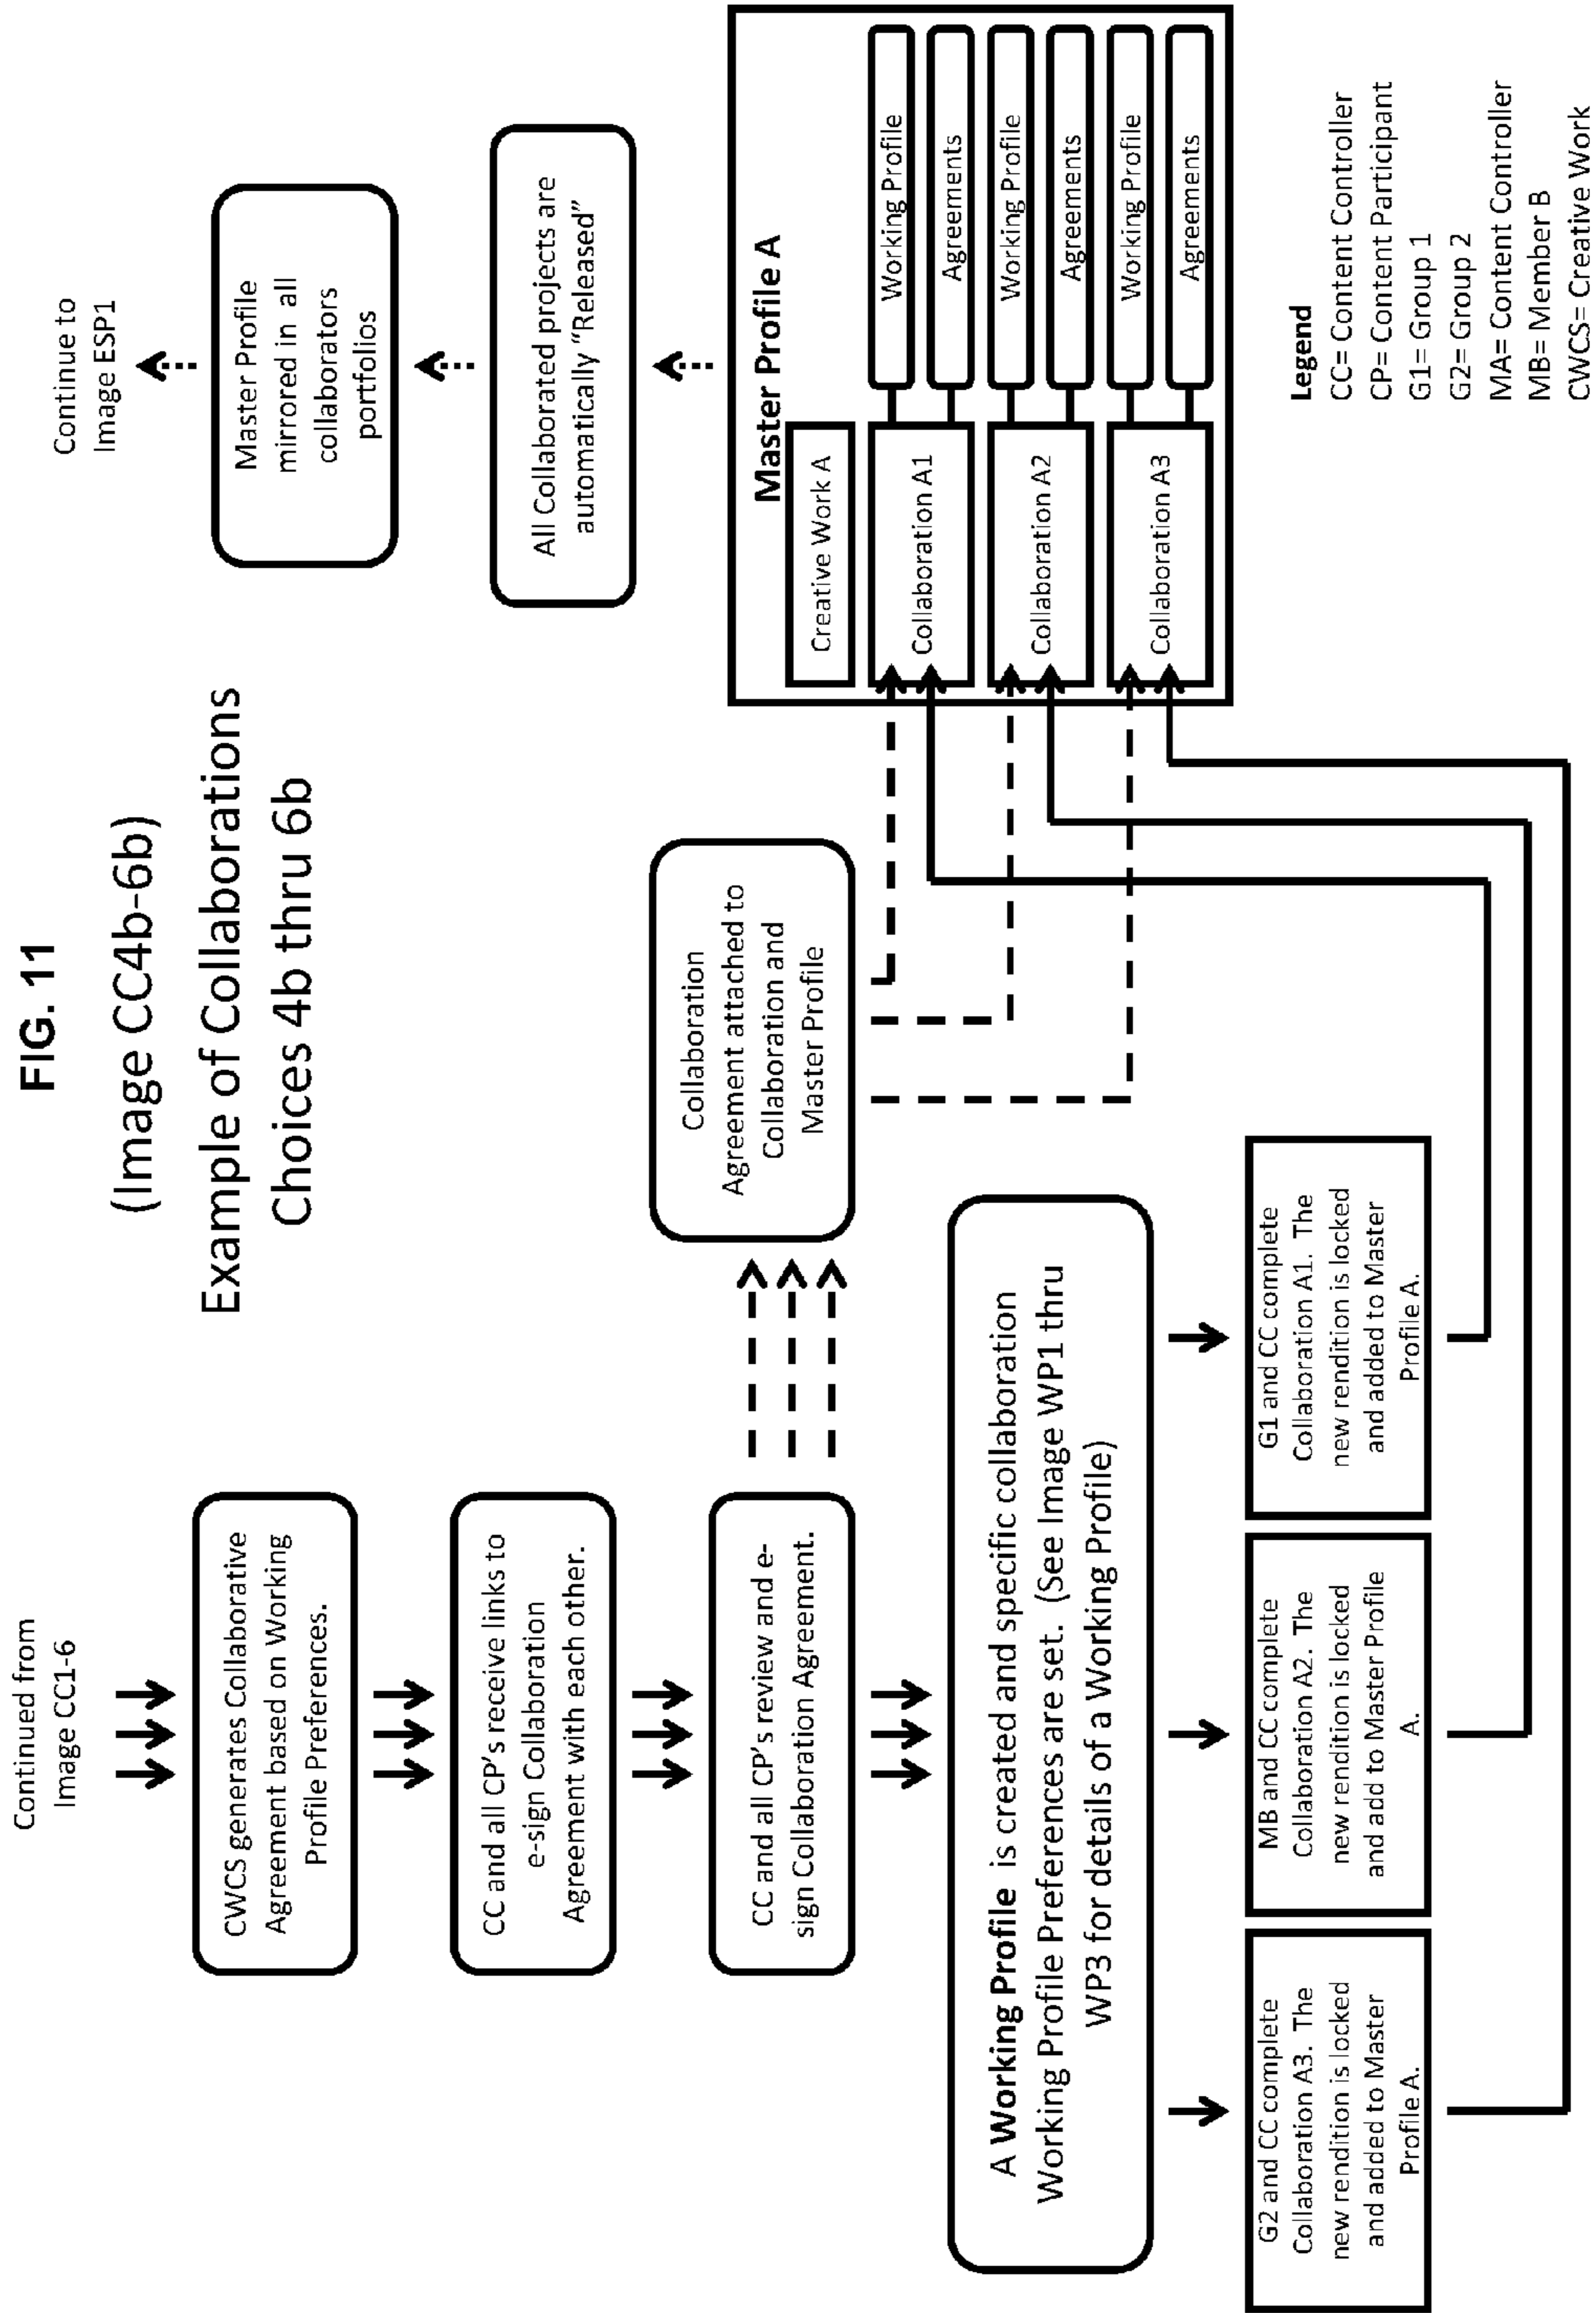 FIG. 11
(Image CC4b-6b)
Example of Collaborations
Choices 4b thru 6b
Continued from
Image CC1-6
CWCS generates Collaborative
Agreement based on Working
Profile Preferences.
CC and all CP's receive links to
e-sign Collaboration
Agreement with each other.
CC and all CP's review and e-
sign Collaboration Agreement.
Collaboration
Agreement attached to
Collaboration and
Master Profile
A Working Profile is created and specific collaboration
Working Profile Preferences are set. (See Image WP1 thru
WP3 for details of a Working Profile)
G2 and CC complete
Collaboration A3. The
new rendition is locked
and added to Master
Profile A.
MB and CC complete
Collaboration A2. The
new rendition is locked
and add to Master Profile
A.
G1 and CC complete
Collaboration A1. The
new rendition is locked
and added to Master
Profile A.
Continue to
Image ESP1
Master Profile
mirrored in all
collaborators
portfolios
All Collaborated projects are
automatically "Released"
Master Profile A
Creative Work A
Collaboration A1
Working Profile
Agreements
Collaboration A2
Working Profile
Agreements
Collaboration A3
Working Profile
Agreements
Legend
CC= Content Controller
CP= Content Participant
G1= Group 1
G2= Group 2
MA= Content Controller
MB= Member B
CWCS= Creative Work